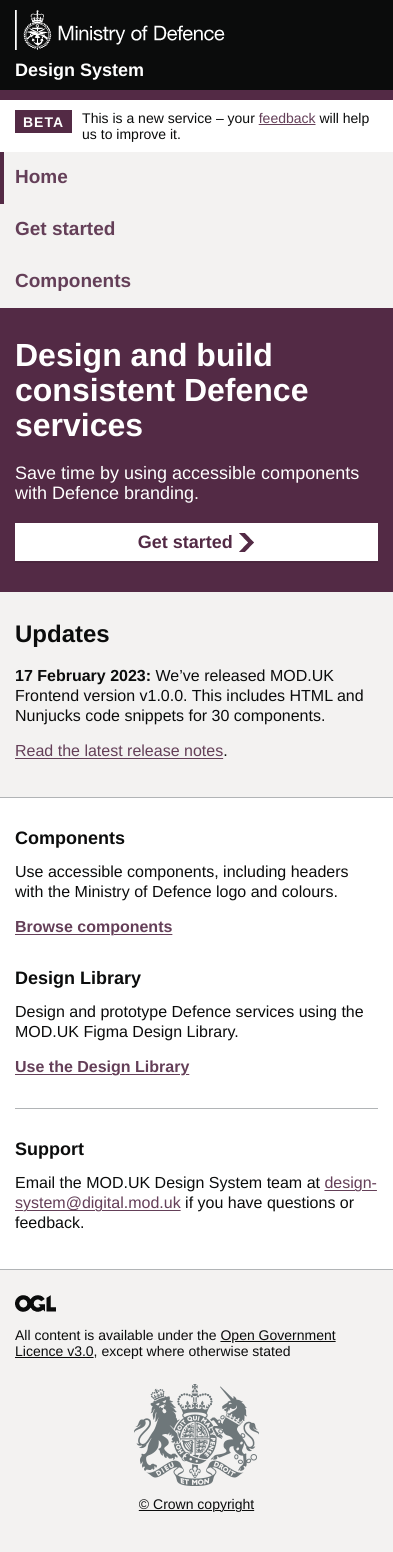 Ministry of Defence
Design System
BETA
This is a new service – your feedback will help
us to improve it.
Home
Get started
Components
Design and build
consistent Defence
services
Save time by using accessible components
with Defence branding.
Get started
Updates
17 February 2023: We’ve released MOD.UK
Frontend version v1.0.0. This includes HTML and
Nunjucks code snippets for 30 components.
Read the latest release notes.
Components
Use accessible components, including headers
with the Ministry of Defence logo and colours.
Browse components
Design Library
Design and prototype Defence services using the
MOD.UK Figma Design Library.
Use the Design Library
Support
Email the MOD.UK Design System team at design-
system@digital.mod.uk if you have questions or
feedback.
OGL
All content is available under the Open Government
Licence v3.0, except where otherwise stated
DIEU ET MON DROIT
© Crown copyright